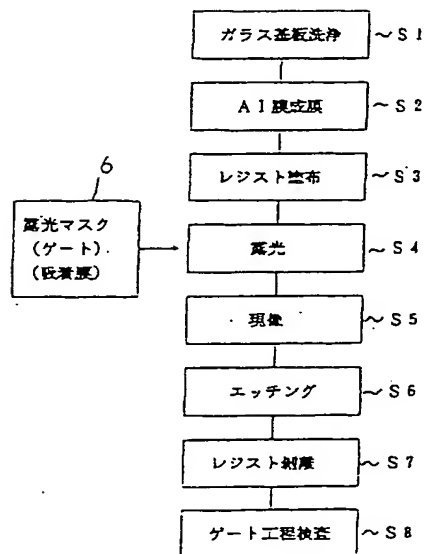 ガラス基板洗浄 ~S1
Al膜成膜 ~S2
レジスト塗布 ~S3
6
露光マスク
(ゲート)
(吸着膜)
露光 ~S4
現像 ~S5
エッチング ~S6
レジスト剥離 ~S7
ゲート工程検査 ~S8